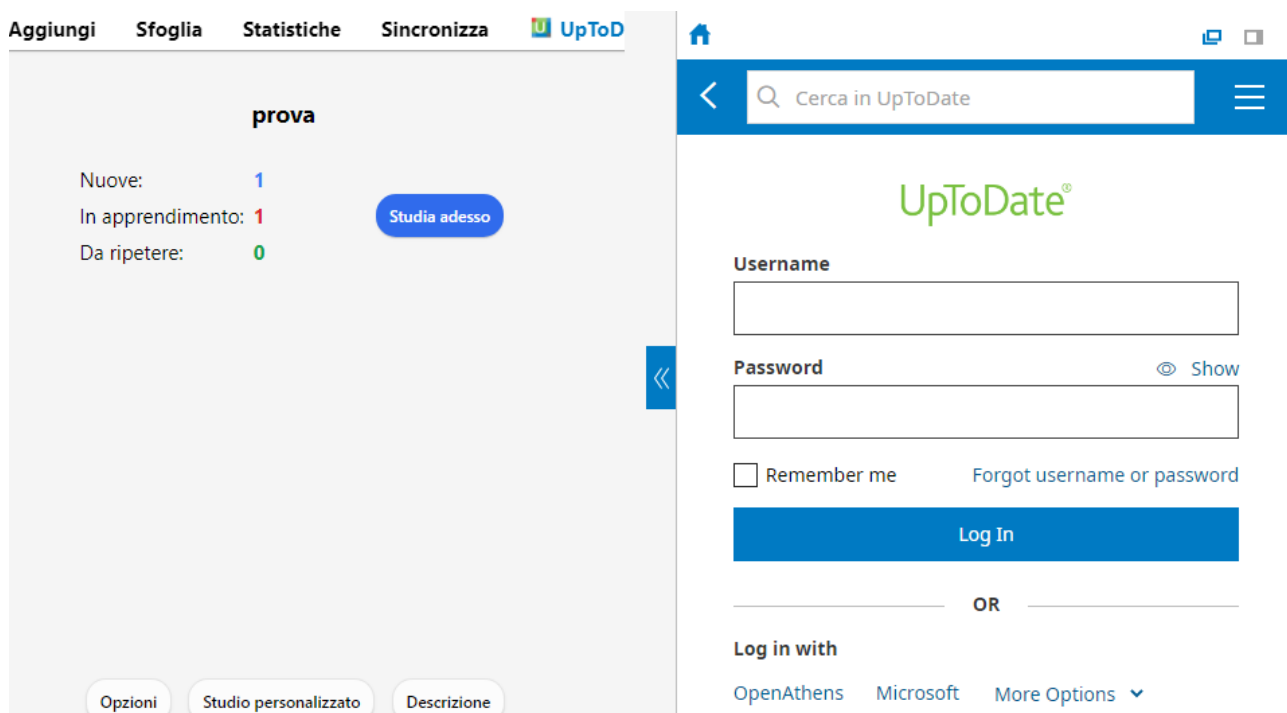 Aggiungi Sfoglia Statistiche Sincronizza UpToD
prova
Nuove: 1
In apprendimento: 1
Da ripetere: 0
Studia adesso
Opzioni Studio personalizzato Descrizione
Cerca in UpToDate
UpToDate®
Username
Password Show
Remember me Forgot username or password
Log In
OR
Log in with
OpenAthens Microsoft More Options